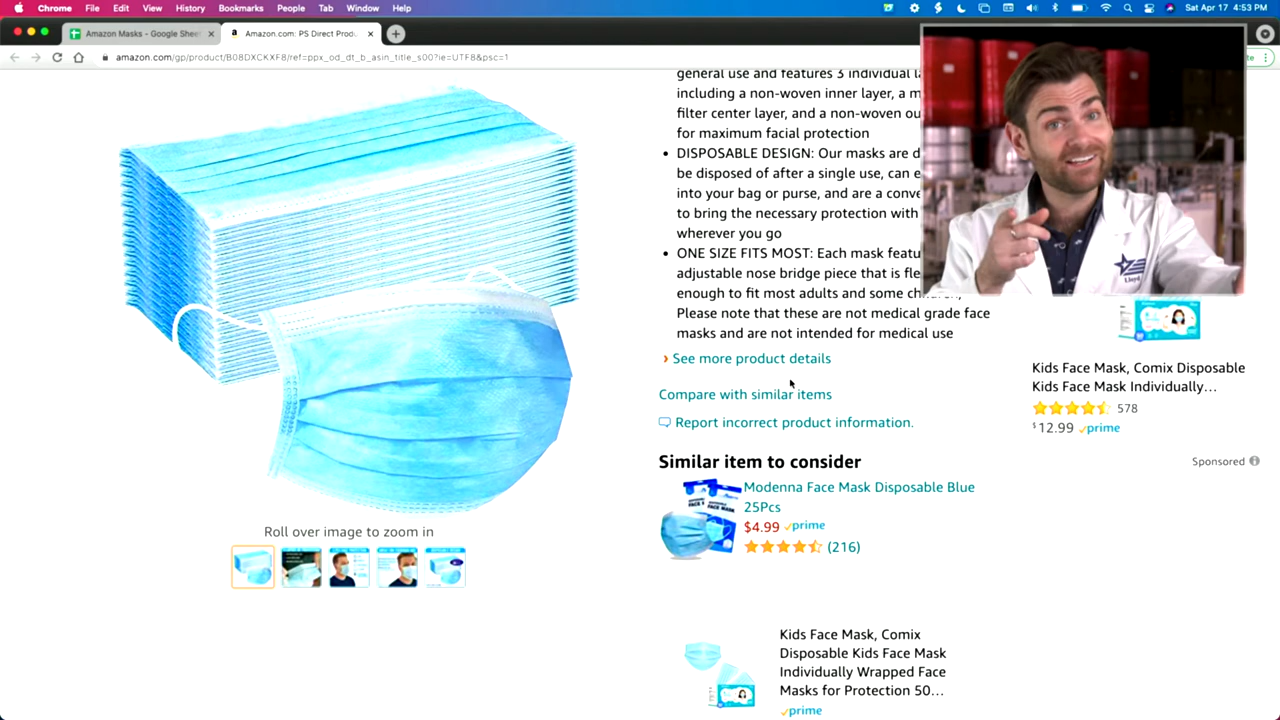 Chrome File Edit View History Bookmarks People Tab Window Help
Sat Apr 17 4:53 PM
Amazon Masks - Google Shee
Amazon.com: PS Direct Produ
amazon.com/gp/product/B08DXCKXF8/ref=ppx_od_dt_b_asin_title_s00?ie=UTF8&psc=1
general use and features 3 individual la
including a non-woven inner layer, a m
filter center layer, and a non-woven ou
for maximum facial protection
• DISPOSABLE DESIGN: Our masks are d
be disposed of after a single use, can e
into your bag or purse, and are a conve
to bring the necessary protection with
wherever you go
• ONE SIZE FITS MOST: Each mask featu
adjustable nose bridge piece that is fle
enough to fit most adults and some children,
Please note that these are not medical grade face
masks and are not intended for medical use
› See more product details
Compare with similar items
Report incorrect product information.
Similar item to consider
Modenna Face Mask Disposable Blue
25Pcs
$4.99 prime
(216)
Kids Face Mask, Comix
Disposable Kids Face Mask
Individually Wrapped Face
Masks for Protection 50...
prime
Roll over image to zoom in
Lloyd
Kids Face Mask, Comix Disposable
Kids Face Mask Individually...
578
$12.99 prime
Sponsored